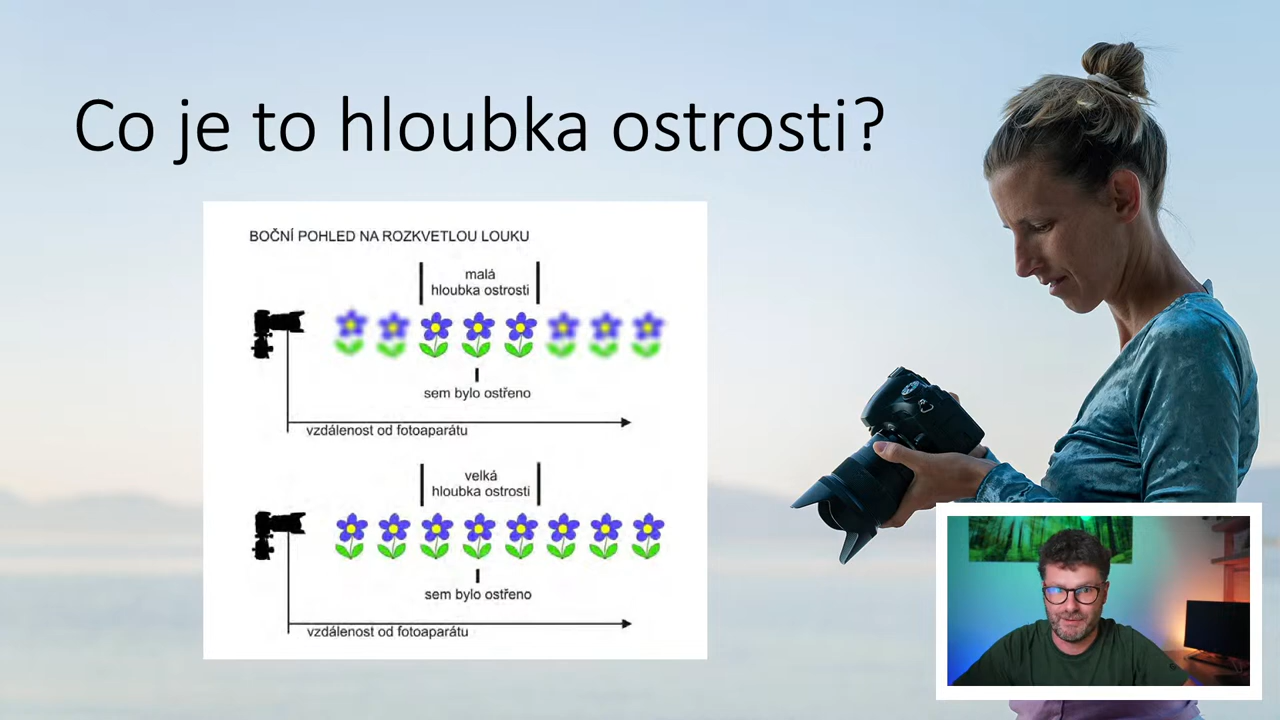 Co je to hloubka ostrosti?
BOČNÍ POHLED NA ROZKVETLOU LOUKU
malá
hloubka ostrosti
sem bylo ostřeno
vzdálenost od fotoaparátu
velká
hloubka ostrosti
sem bylo ostřeno
vzdálenost od fotoaparátu